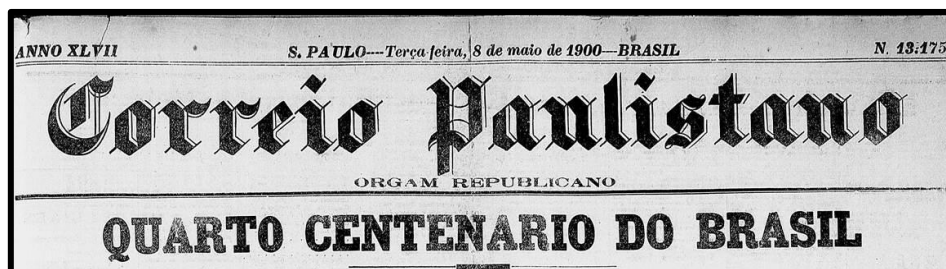 ANNO XLVII S. PAULO---Terça-feira, 8 de maio de 1900—BRASIL N. 13.175
Correio Paulistano
ORGAM REPUBLICANO
QUARTO CENTENARIO DO BRASIL